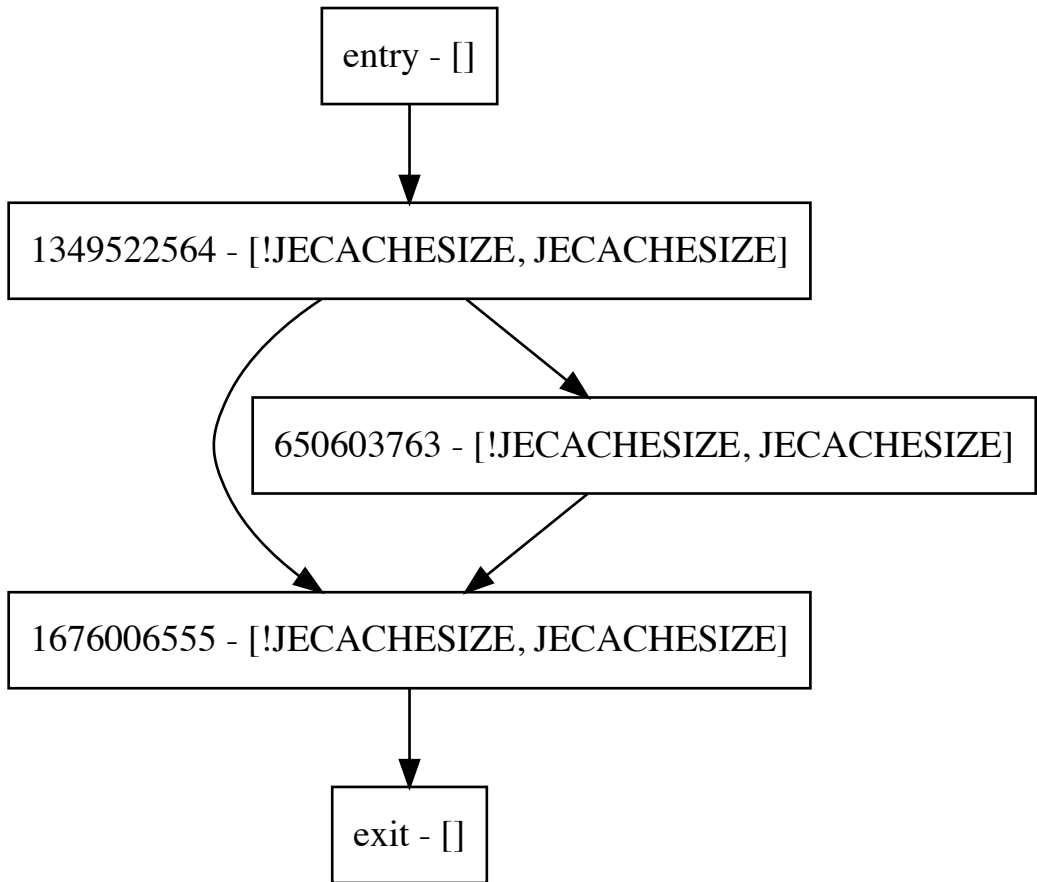 entry - []
1349522564 - [!JECACHESIZE, JECACHESIZE]
650603763 - [!JECACHESIZE, JECACHESIZE]
1676006555 - [!JECACHESIZE, JECACHESIZE]
exit - []